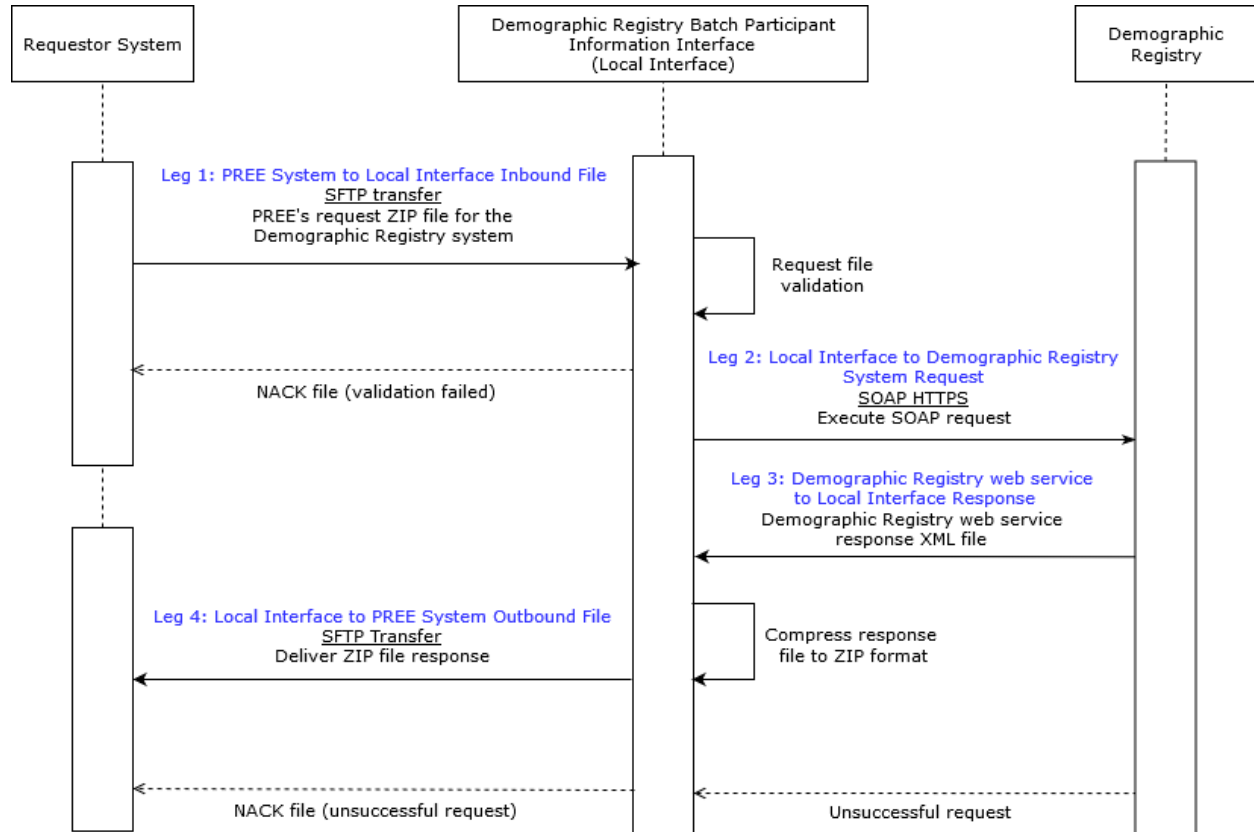 Requestor System
Demographic Registry Batch Participant
Information Interface
(Local Interface)
Demographic
Registry
Leg 1: PREE System to Local Interface Inbound File
SFTP transfer
PREE's request ZIP file for the
Demographic Registry system
Request file
validation
NACK file (validation failed)
Leg 2: Local Interface to Demographic Registry
System Request
SOAP HTTPS
Execute SOAP request
Leg 3: Demographic Registry web service
to Local Interface Response
Demographic Registry web service
response XML file
Leg 4: Local Interface to PREE System Outbound File
SFTP Transfer
Deliver ZIP file response
Compress response
file to ZIP format
NACK file (unsuccessful request)
Unsuccessful request